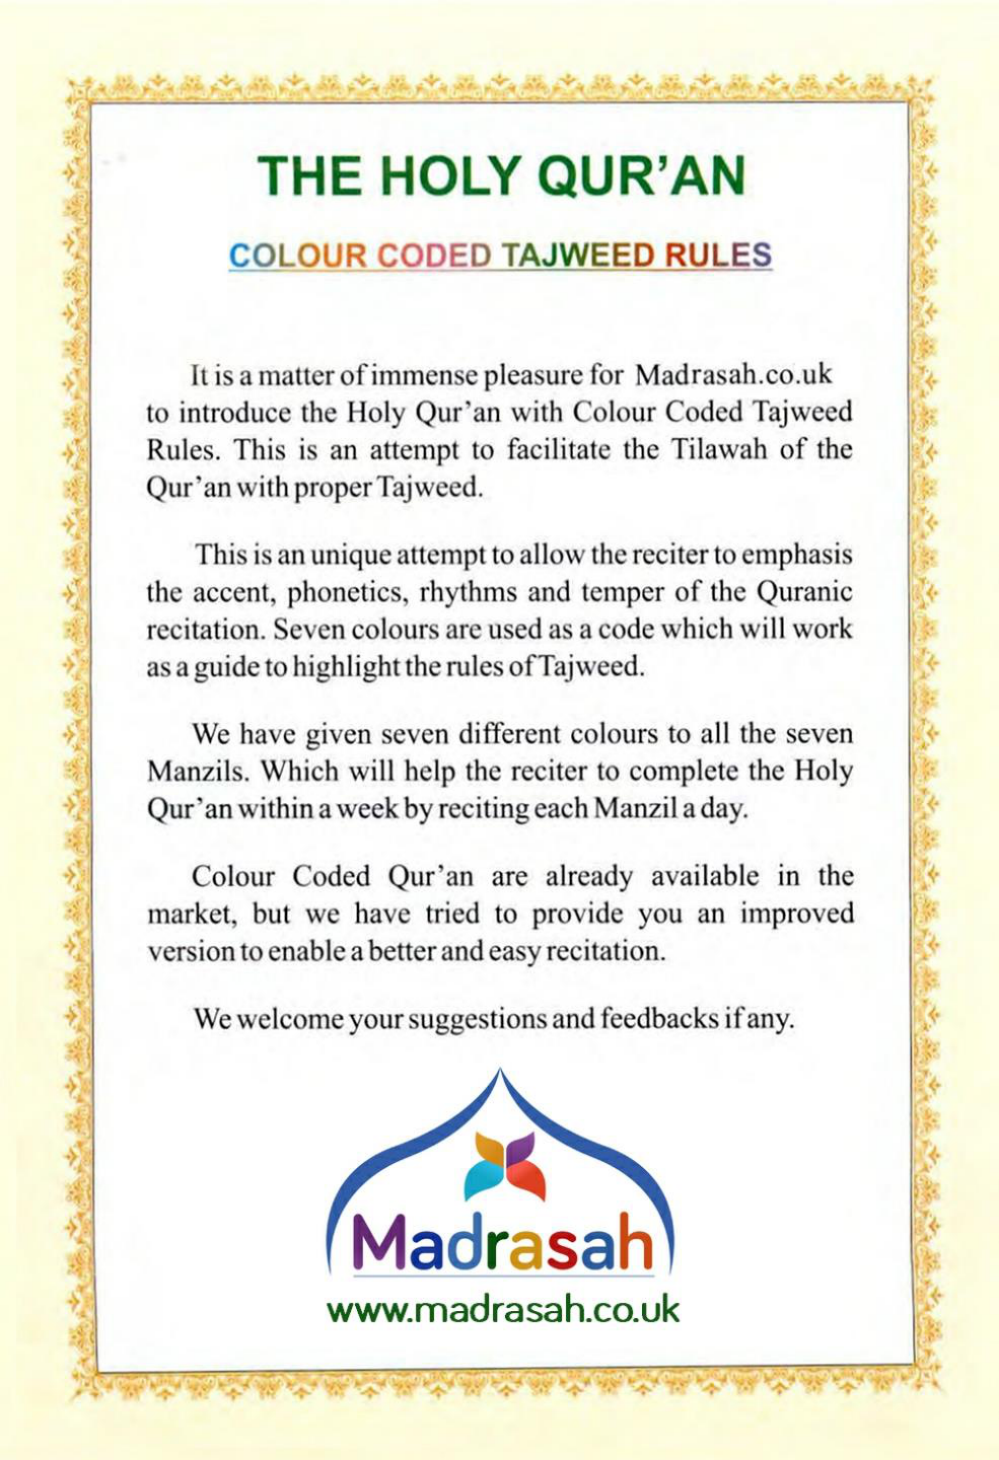 THE HOLY QUR’AN
COLOUR CODED TAJWEED RULES
It is a matter of immense pleasure for Madrasah.co.uk
to introduce the Holy Qur’an with Colour Coded Tajweed
Rules. This is an attempt to facilitate the Tilawah of the
Qur’an with proper Tajweed.
This is an unique attempt to allow the reciter to emphasis
the accent, phonetics, rhythms and temper of the Quranic
recitation. Seven colours are used as a code which will work
as a guide to highlight the rules of Tajweed.
We have given seven different colours to all the seven
Manzils. Which will help the reciter to complete the Holy
Qur’an within a week by reciting each Manzil a day.
Colour Coded Qur’an are already available in the
market, but we have tried to provide you an improved
version to enable a better and easy recitation.
We welcome your suggestions and feedbacks if any.
Madrasah
www.madrasah.co.uk